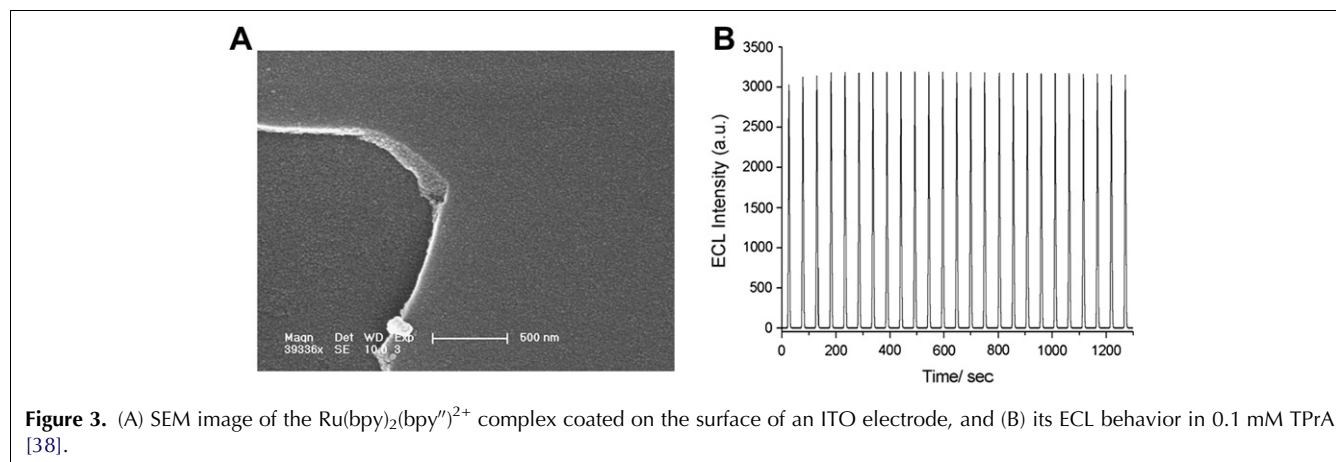 A
Magn Det WD Exp
39336x SE 10.0 3
500 nm
B
3500
3000
2500
2000
1500
1000
500
0
ECL Intensity (a.u.)
0 200 400 600 800 1000 1200
Time/ sec
Figure 3. (A) SEM image of the Ru(bpy)₂(bpy″)²⁺ complex coated on the surface of an ITO electrode, and (B) its ECL behavior in 0.1 mM TPrA
[38].